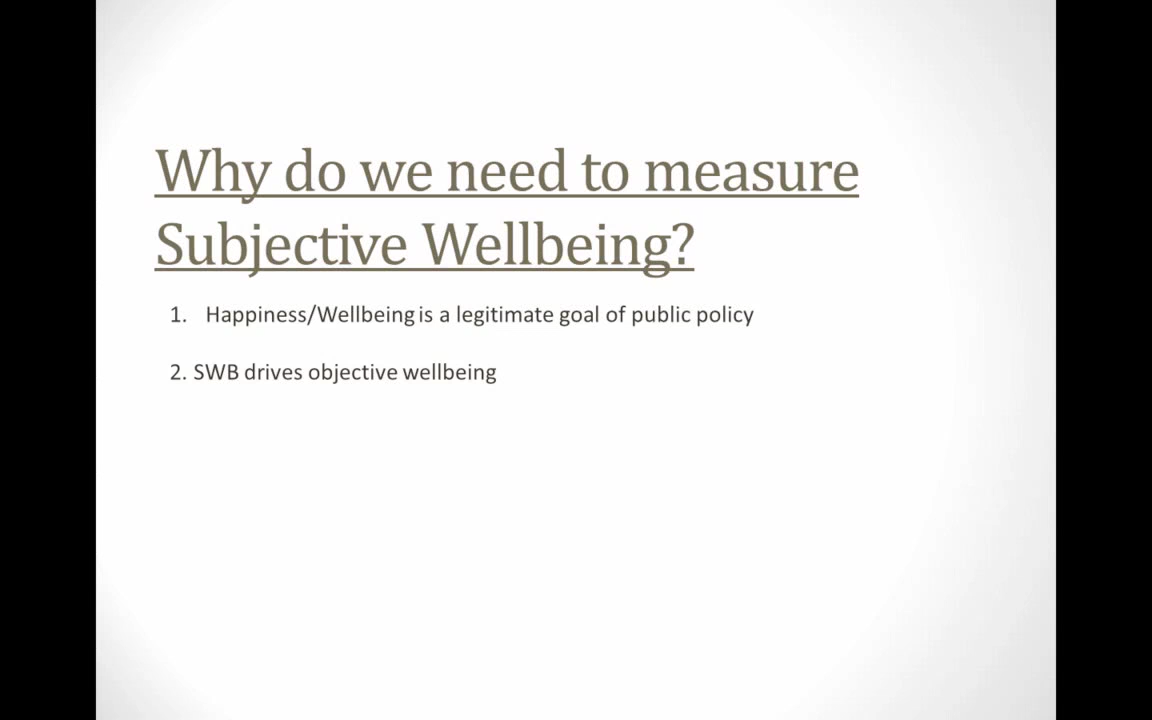 Why do we need to measure
Subjective Wellbeing?
1. Happiness/Wellbeing is a legitimate goal of public policy
2. SWB drives objective wellbeing